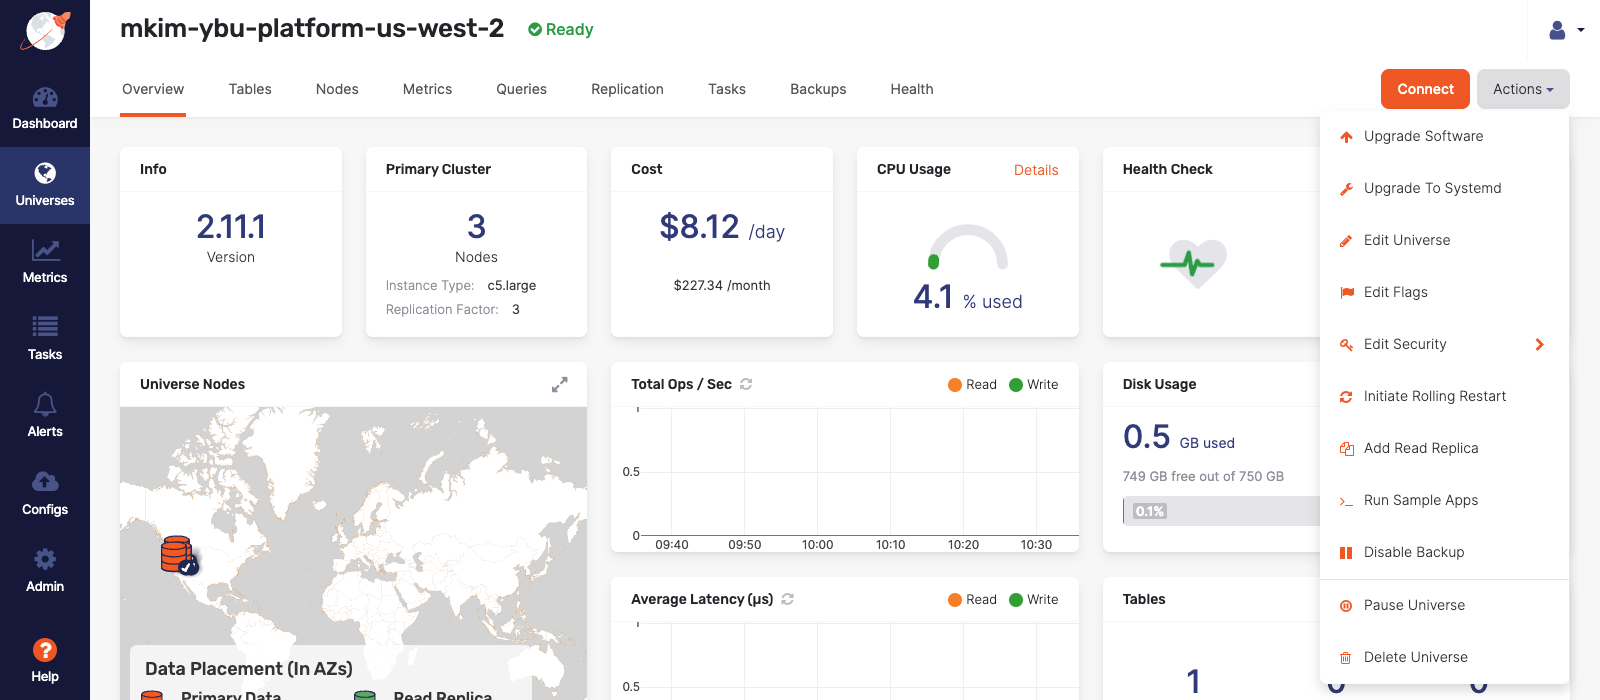 mkim-ybu-platform-us-west-2
Ready
Dashboard
Universes
Metrics
Tasks
Alerts
Configs
Admin
?
Help
Overview
Tables
Nodes
Metrics
Queries
Replication
Tasks
Backups
Health
Connect
Actions
Upgrade Software
Upgrade To Systemd
Edit Universe
Edit Flags
Edit Security
Initiate Rolling Restart
Add Read Replica
Run Sample Apps
Disable Backup
Pause Universe
Delete Universe
Info
2.11.1
Version
Primary Cluster
3
Nodes
Instance Type: c5.large
Replication Factor: 3
Cost
$8.12 /day
$227.34 /month
CPU Usage
Details
4.1 % used
Health Check
Universe Nodes
Data Placement (In AZs)
Primary Data
Read Replica
Total Ops / Sec
Read
Write
1
0.5
0
09:40 09:50 10:00 10:10 10:20 10:30
Disk Usage
0.5 GB used
749 GB free out of 750 GB
0.1%
Average Latency (μs)
Read
Write
1
0.5
Tables
1